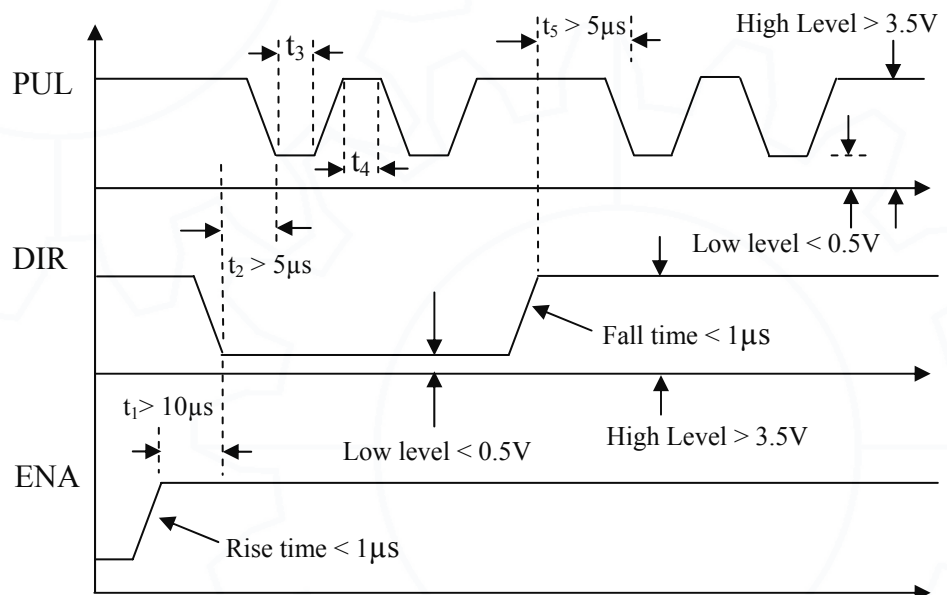 t₅ > 5µs
High Level > 3.5V
t₃
PUL
t₄
Low level < 0.5V
DIR
t₂ > 5µs
Fall time < 1µs
t₁> 10µs
Low level < 0.5V
High Level > 3.5V
ENA
Rise time < 1µs